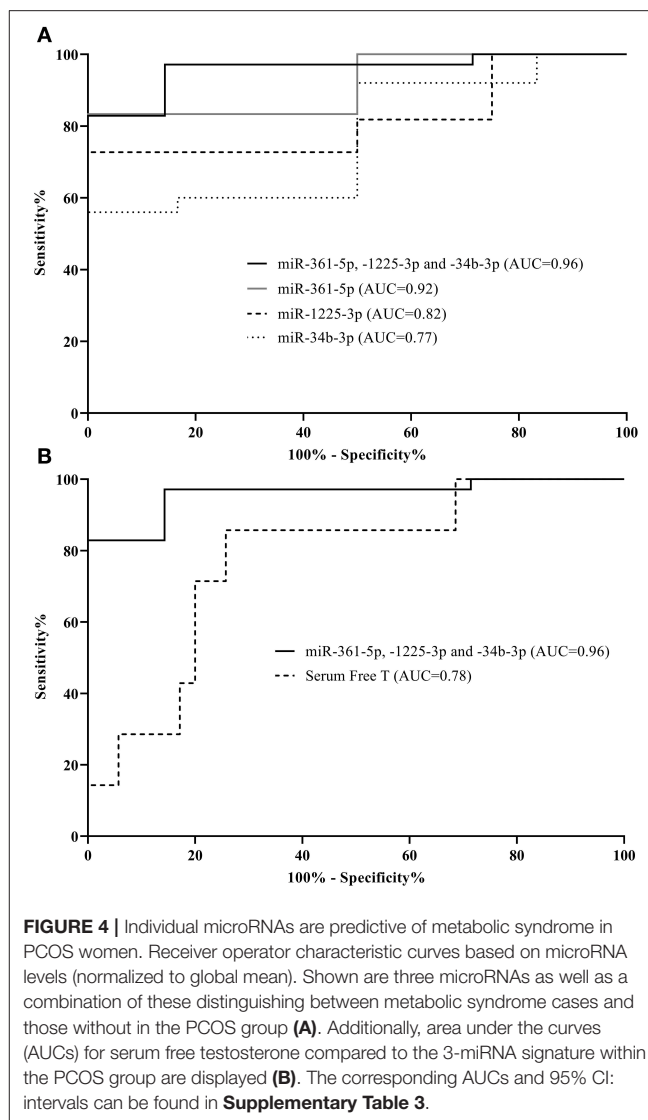 A
100
80
60
40
20
0
Sensitivity%
miR-361-5p, -1225-3p and -34b-3p (AUC=0.96)
miR-361-5p (AUC=0.92)
miR-1225-3p (AUC=0.82)
miR-34b-3p (AUC=0.77)
0 20 40 60 80 100
100% - Specificity%
B
100
80
60
40
20
0
Sensitivity%
miR-361-5p, -1225-3p and -34b-3p (AUC=0.96)
Serum Free T (AUC=0.78)
0 20 40 60 80 100
100% - Specificity%
FIGURE 4 | Individual microRNAs are predictive of metabolic syndrome in
PCOS women. Receiver operator characteristic curves based on microRNA
levels (normalized to global mean). Shown are three microRNAs as well as a
combination of these distinguishing between metabolic syndrome cases and
those without in the PCOS group (A). Additionally, area under the curves
(AUCs) for serum free testosterone compared to the 3-miRNA signature within
the PCOS group are displayed (B). The corresponding AUCs and 95% CI:
intervals can be found in Supplementary Table 3.